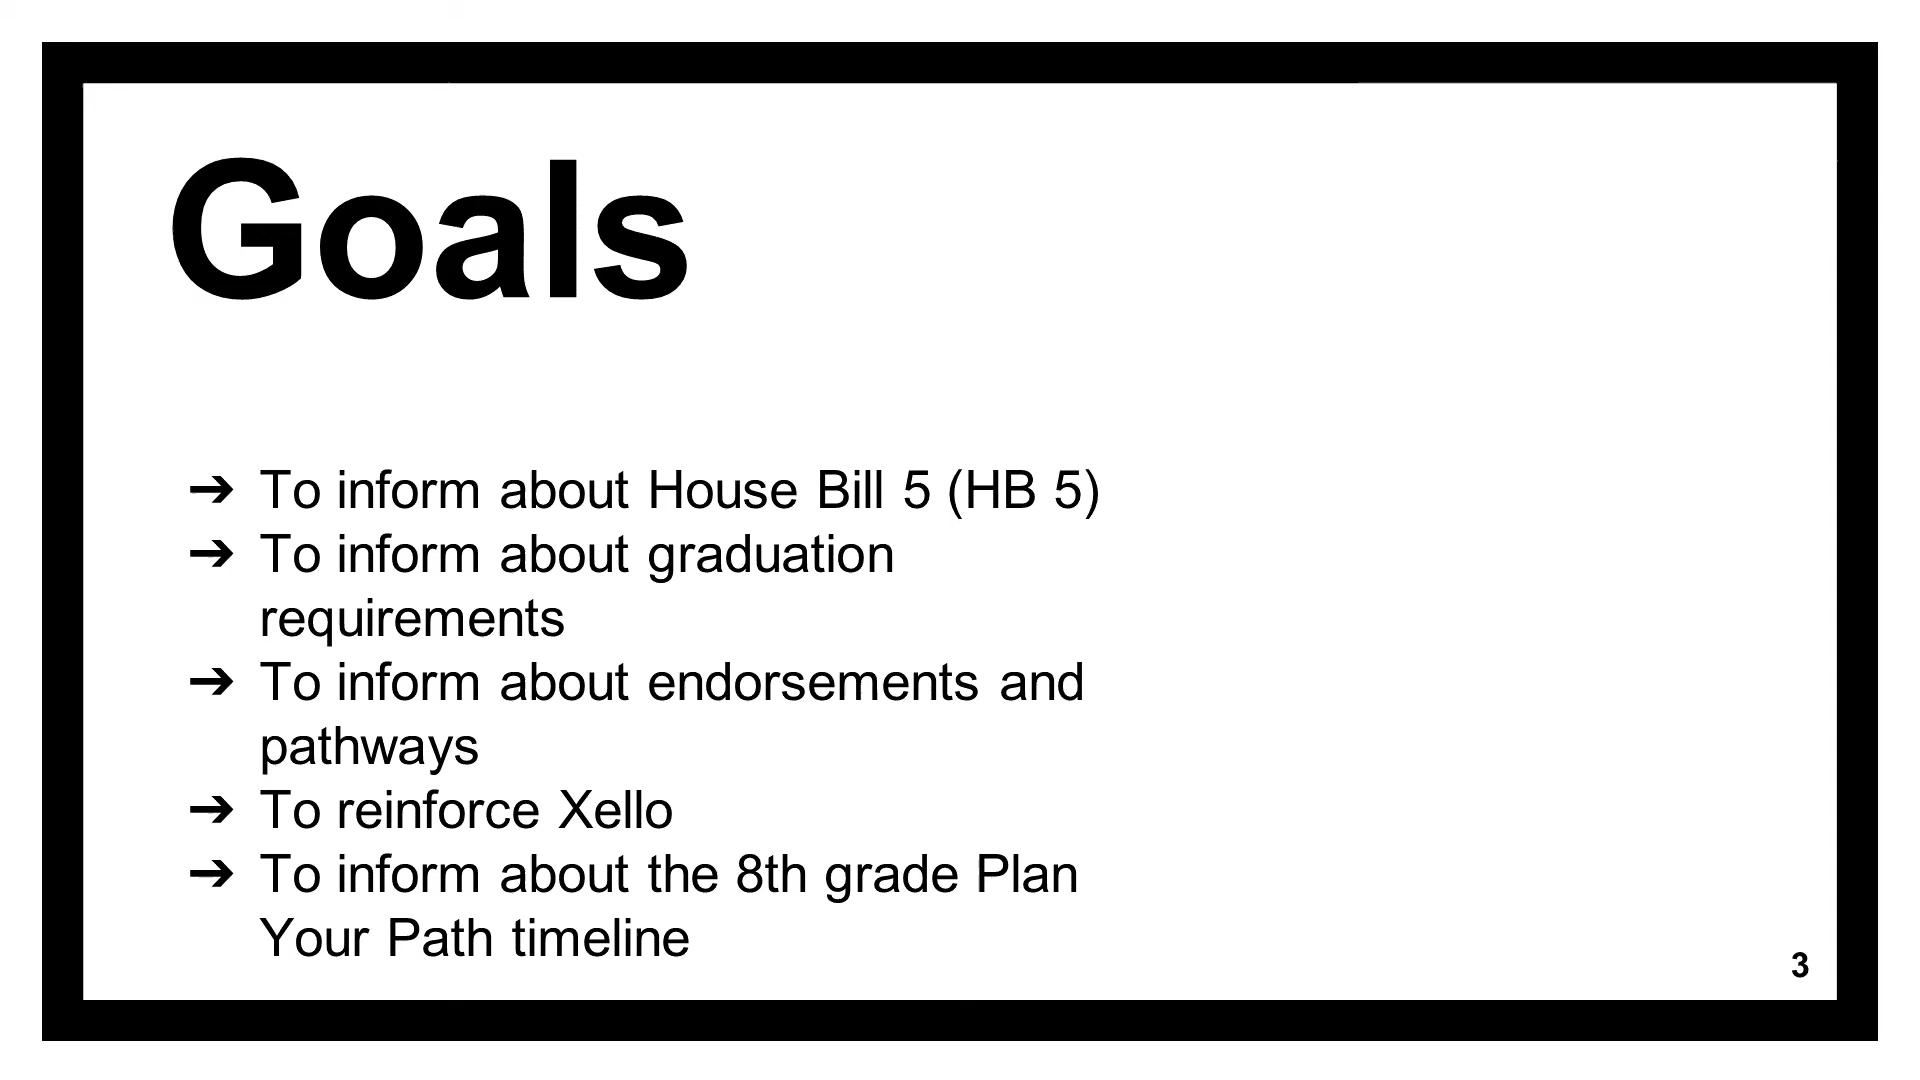 Goals
➔ To inform about House Bill 5 (HB 5)
➔ To inform about graduation
requirements
➔ To inform about endorsements and
pathways
➔ To reinforce Xello
➔ To inform about the 8th grade Plan
Your Path timeline
3